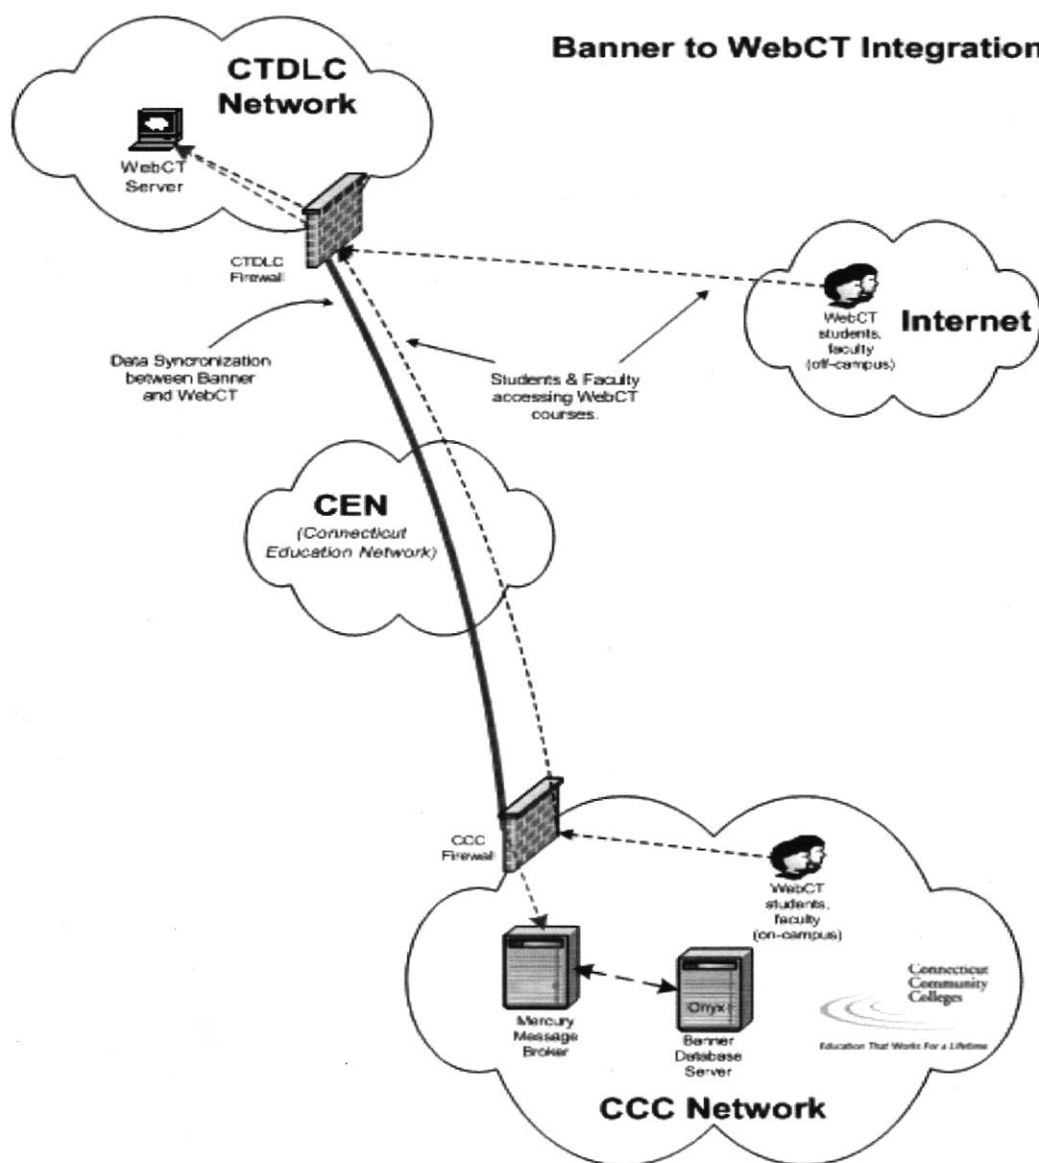 Banner to WebCT Integration
CTDLC
Network
WebCT
Server
CTDLC
Firewall
WebCT
students,
faculty
(off-campus)
Internet
Data Syncronization
between Banner
and WebCT
Students & Faculty
accessing WebCT
courses.
CEN
(Connecticut
Education Network)
CCC
Firewall
WebCT
students,
faculty
(on-campus)
Mercury
Message
Broker
Onyx
Banner
Database
Server
Connecticut
Community
Colleges
Education That Works For a Lifetime
CCC Network